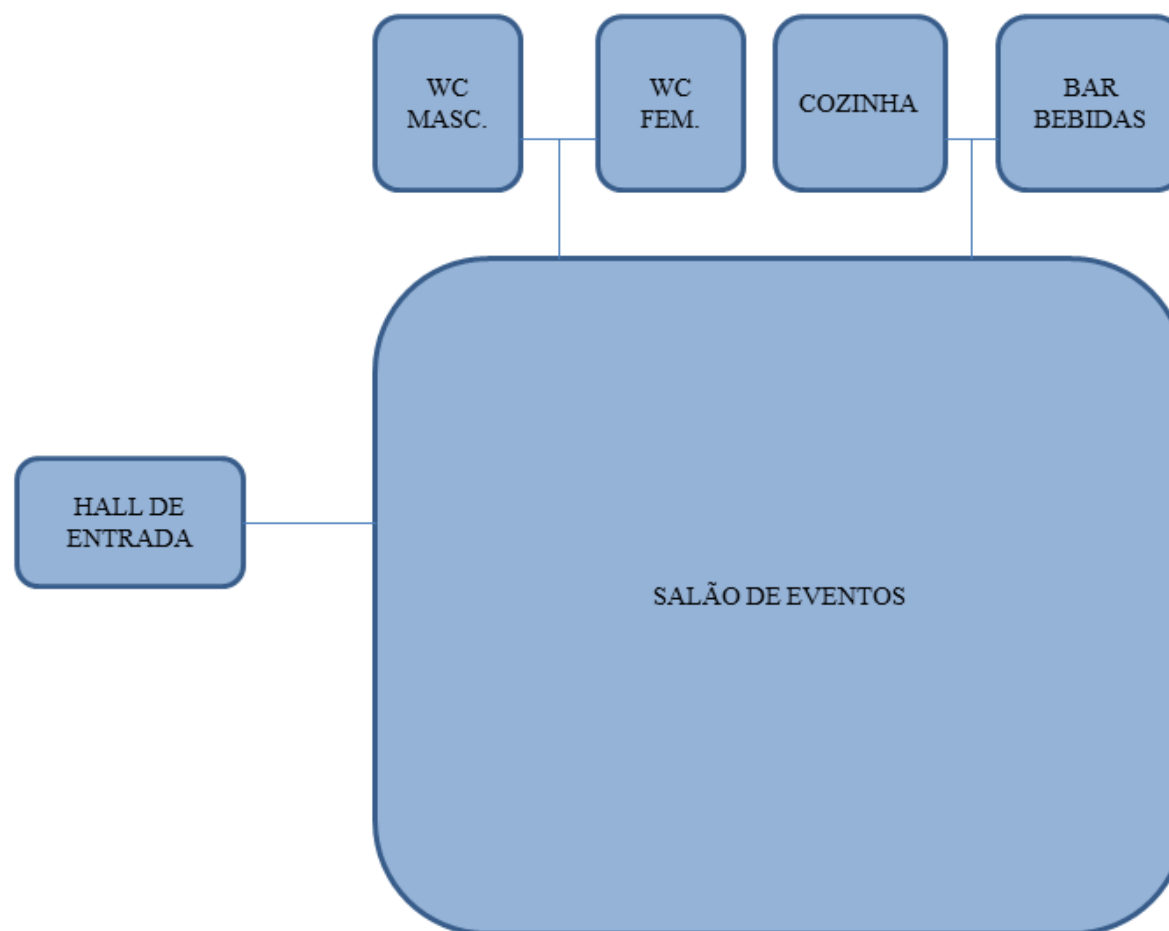 WC
MASC.
WC
FEM.
COZINHA
BAR
BEBIDAS
HALL DE
ENTRADA
SALÃO DE EVENTOS